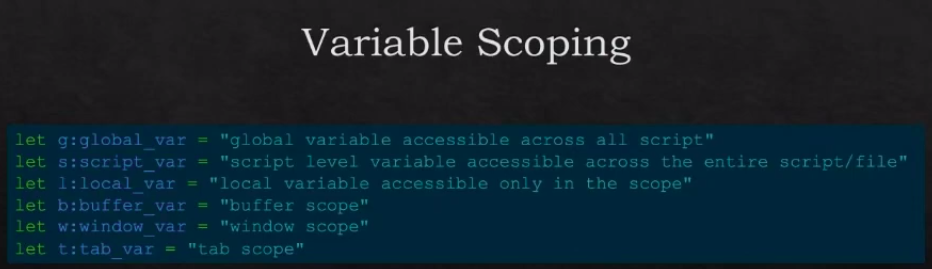 Variable Scoping
let g:global_var = "global variable accessible across all script"
let s:script_var = "script level variable accessible across the entire script/file"
let l:local_var = "local variable accessible only in the scope"
let b:buffer_var = "buffer scope"
let w:window_var = "window scope"
let t:tab_var = "tab scope"